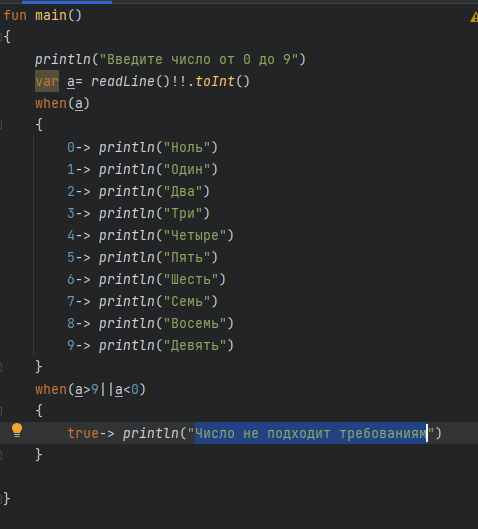 fun main()
{
println("Введите число от 0 до 9")
var a= readLine()!!.toInt()
when(a)
{
0-> println("Ноль")
1-> println("Один")
2-> println("Два")
3-> println("Три")
4-> println("Четыре")
5-> println("Пять")
6-> println("Шесть")
7-> println("Семь")
8-> println("Восемь")
9-> println("Девять")
}
when(a>9||a<0)
{
true-> println("Число не подходит требованиям")
}
}